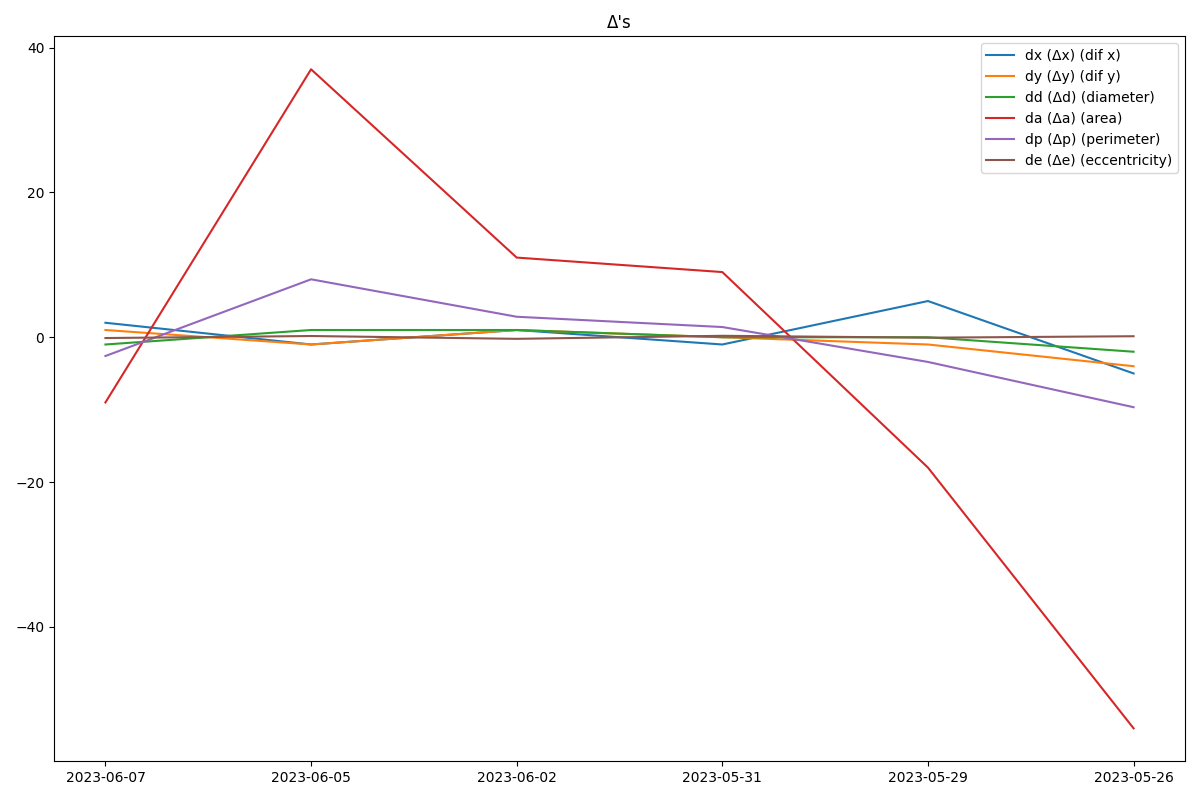 Δ's
40
20
0
−20
−40
dx (Δx) (dif x)
dy (Δy) (dif y)
dd (Δd) (diameter)
da (Δa) (area)
dp (Δp) (perimeter)
de (Δe) (eccentricity)
2023-06-07 2023-06-05 2023-06-02 2023-05-31 2023-05-29 2023-05-26